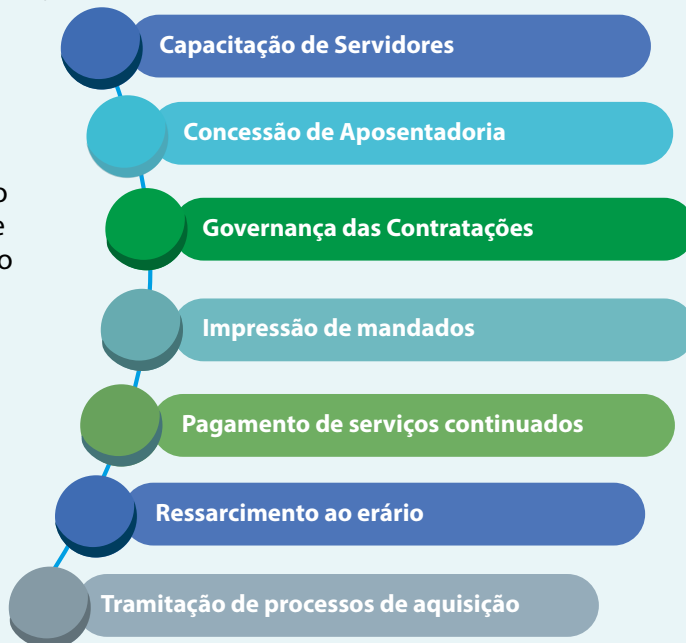 Capacitação de Servidores
Concessão de Aposentadoria
o
Governança das Contratações
e
o
Impressão de mandados
Pagamento de serviços continuados
Ressarcimento ao erário
Tramitação de processos de aquisição